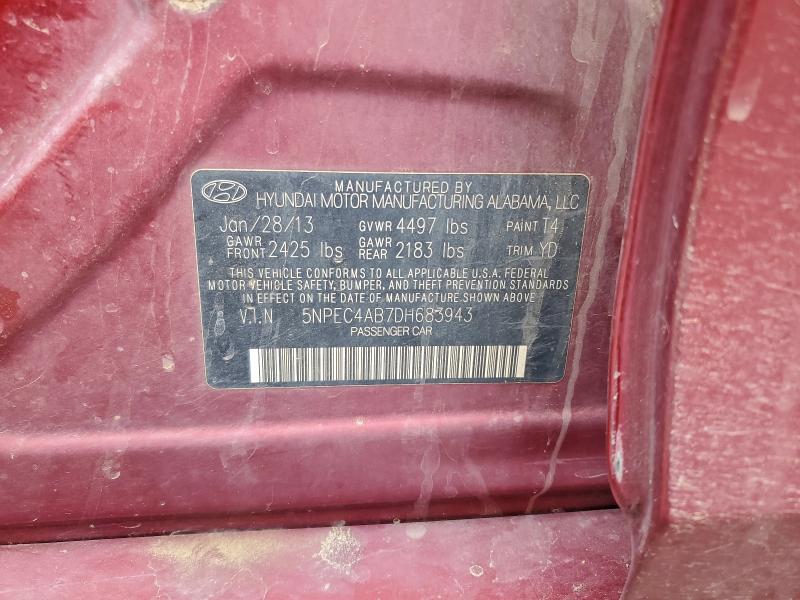 MANUFACTURED BY
HYUNDAI MOTOR MANUFACTURING ALABAMA, LLC
Jan/28/13 GVWR 4497 lbs PAINT T4
GAWR FRONT 2425 lbs GAWR REAR 2183 lbs TRIM YD
THIS VEHICLE CONFORMS TO ALL APPLICABLE U.S.A. FEDERAL
MOTOR VEHICLE SAFETY, BUMPER, AND THEFT PREVENTION STANDARDS
IN EFFECT ON THE DATE OF MANUFACTURE SHOWN ABOVE
V.I.N 5NPEC4AB7DH683943
PASSENGER CAR